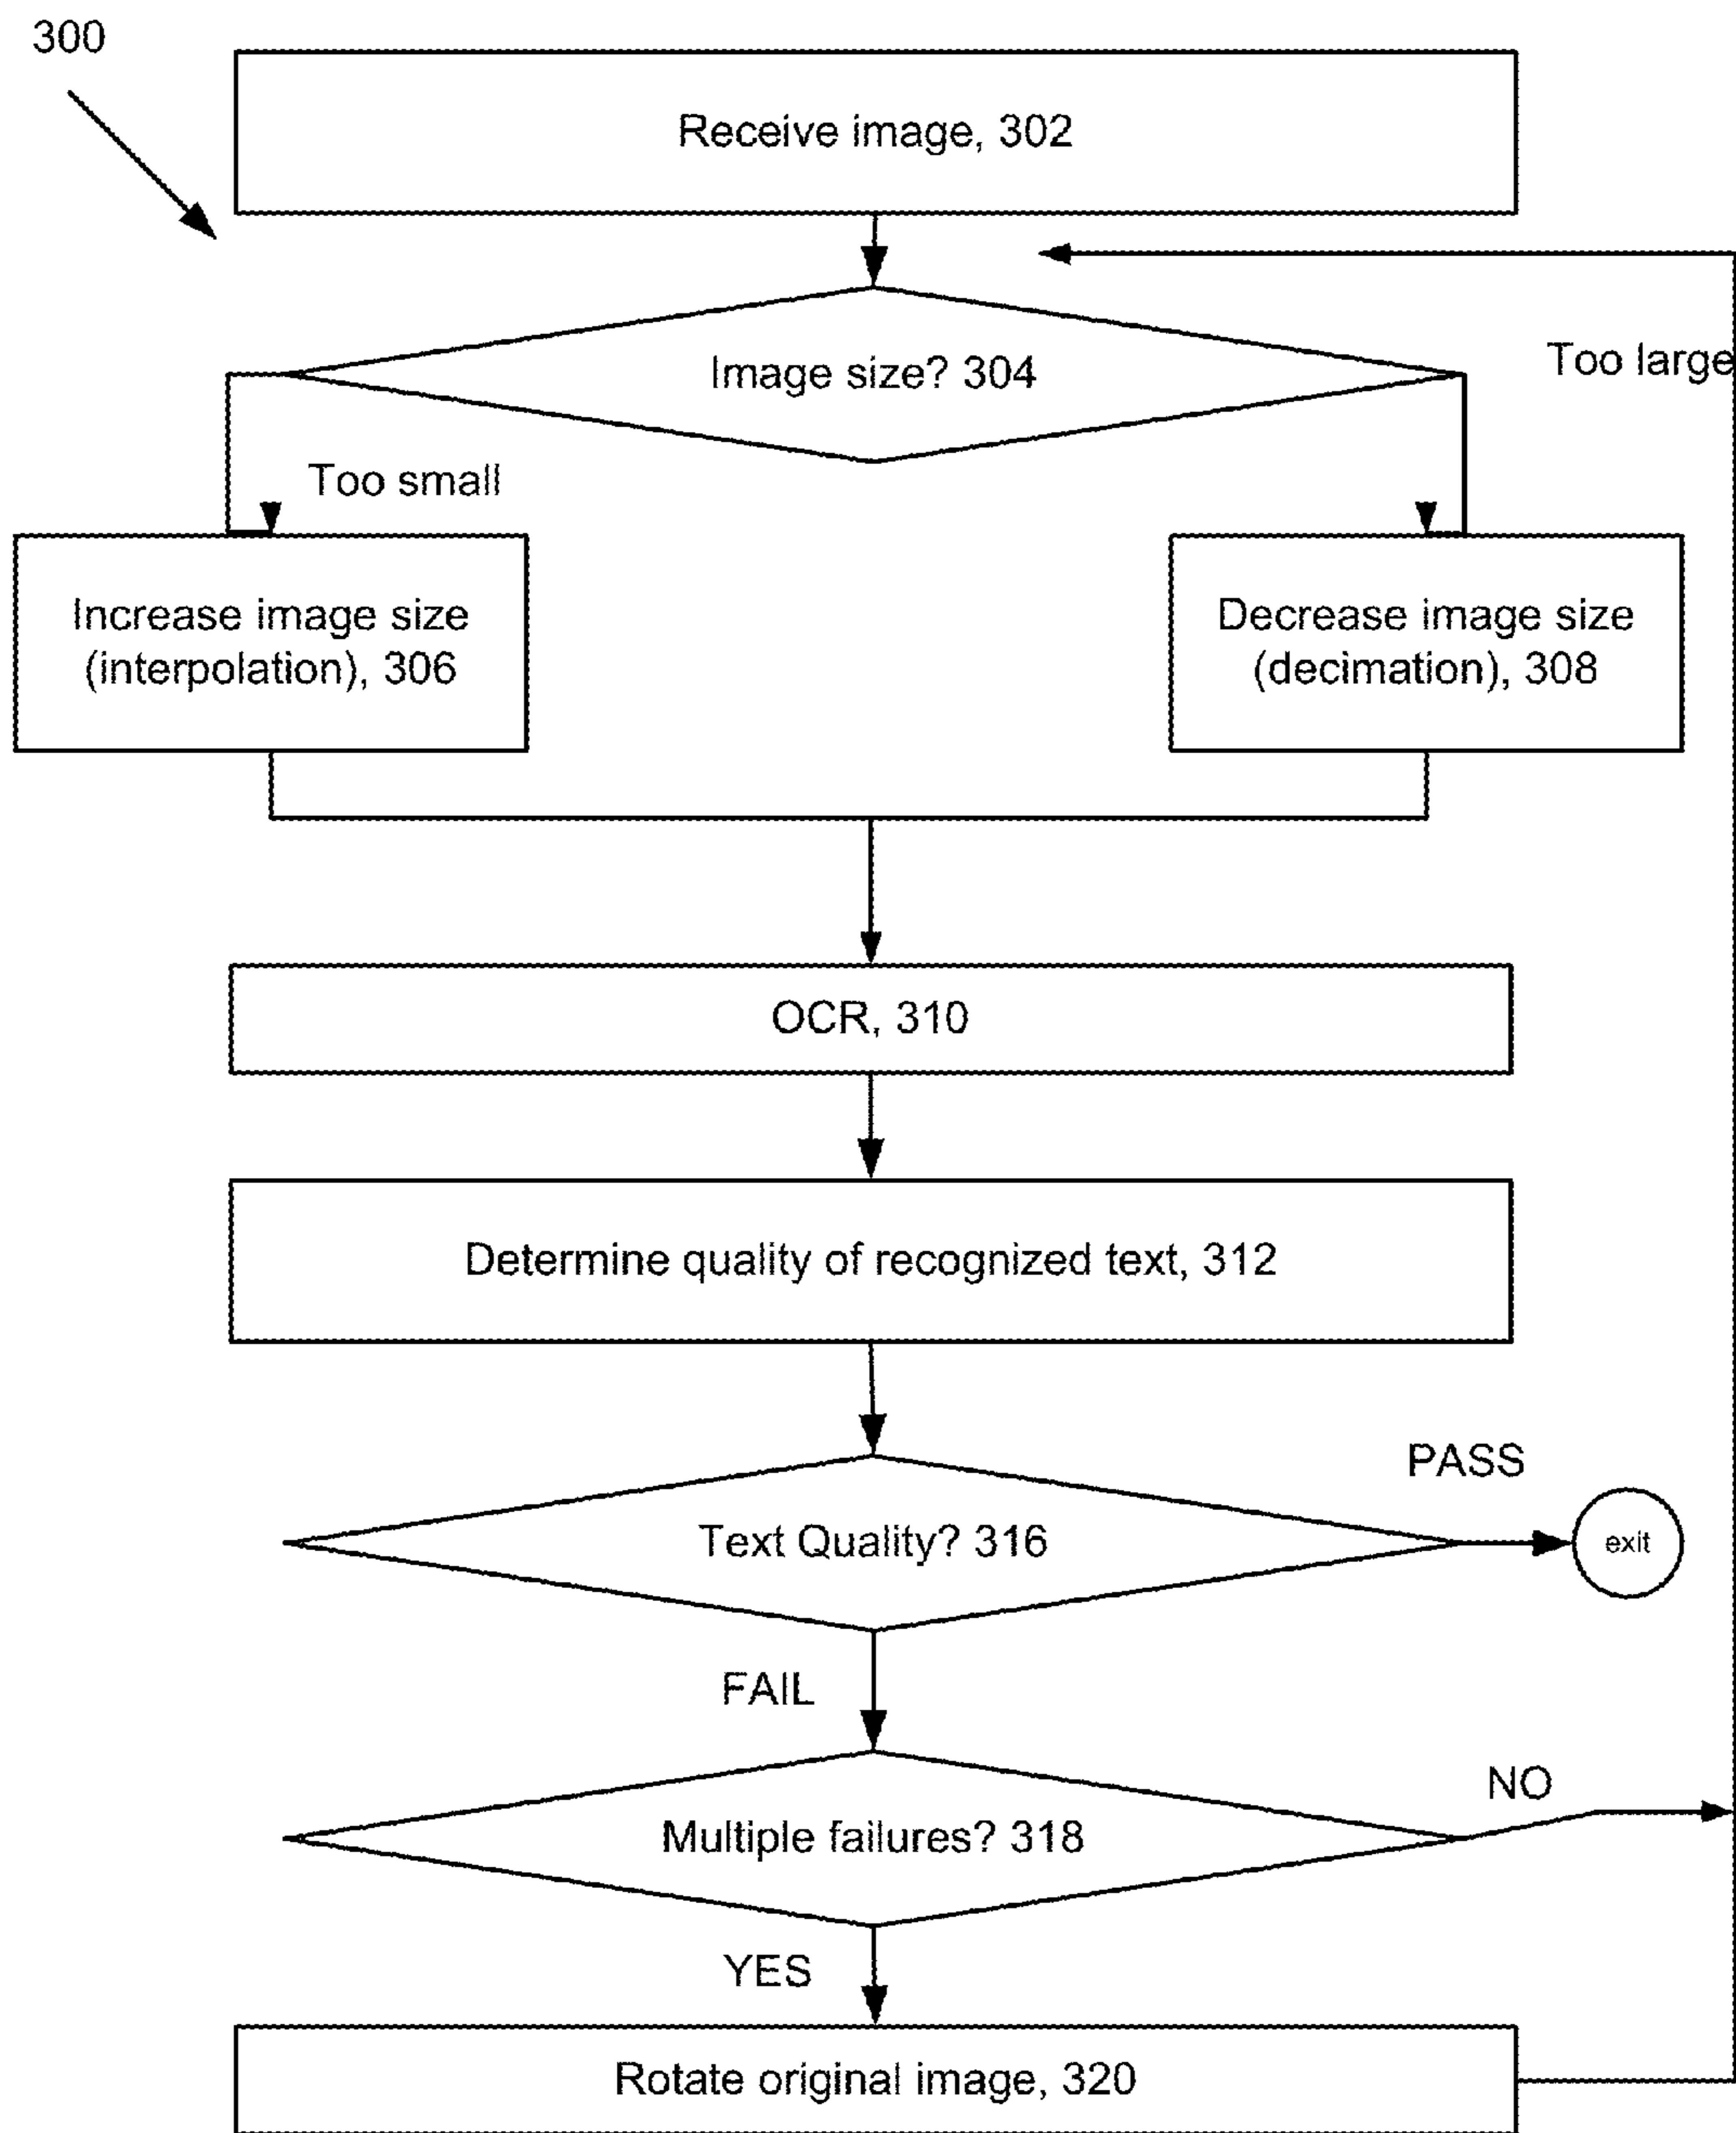 300
Receive image, 302
Image size? 304
Too large
Too small
Increase image size
(interpolation), 306
Decrease image size
(decimation), 308
OCR, 310
Determine quality of recognized text, 312
PASS
Text Quality? 316
exit
FAIL
NO
Multiple failures? 318
YES
Rotate original image, 320